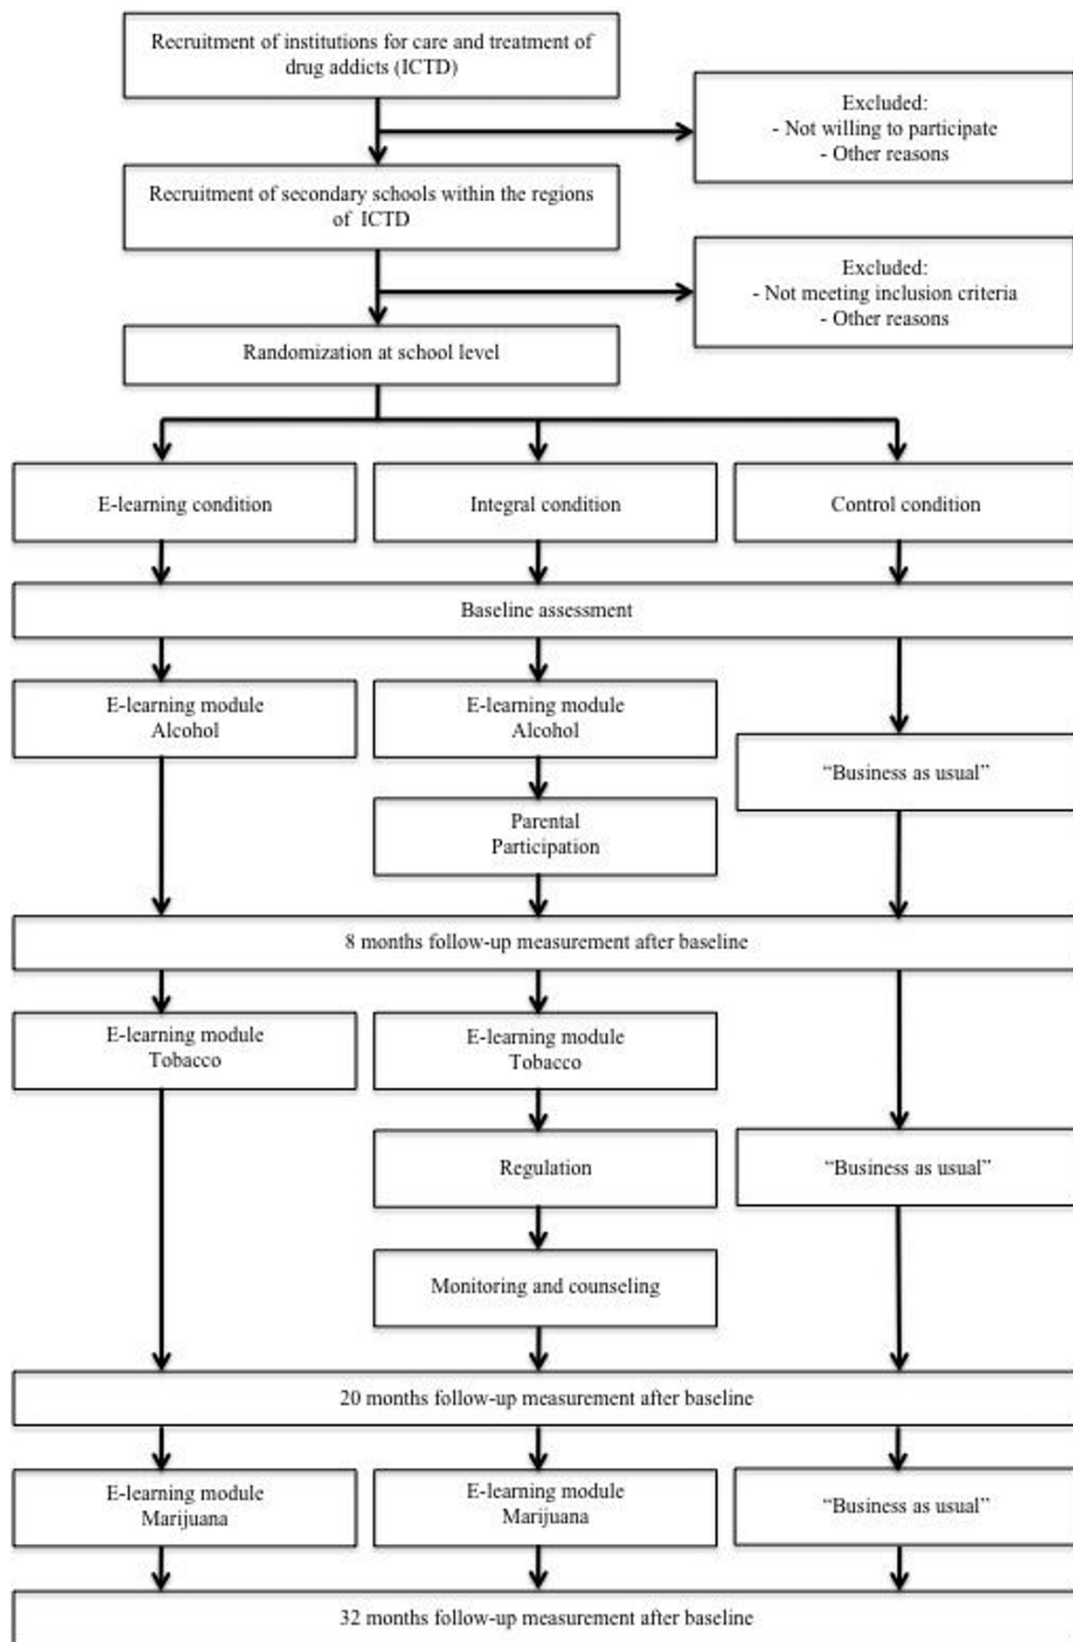 Recruitment of institutions for care and treatment of
drug addicts (ICTD)
Excluded:
- Not willing to participate
- Other reasons
Recruitment of secondary schools within the regions
of ICTD
Excluded:
- Not meeting inclusion criteria
- Other reasons
Randomization at school level
E-learning condition
Integral condition
Control condition
Baseline assessment
E-learning module
Alcohol
E-learning module
Alcohol
“Business as usual”
Parental
Participation
8 months follow-up measurement after baseline
E-learning module
Tobacco
E-learning module
Tobacco
Regulation
“Business as usual”
Monitoring and counseling
20 months follow-up measurement after baseline
E-learning module
Marijuana
E-learning module
Marijuana
“Business as usual”
32 months follow-up measurement after baseline